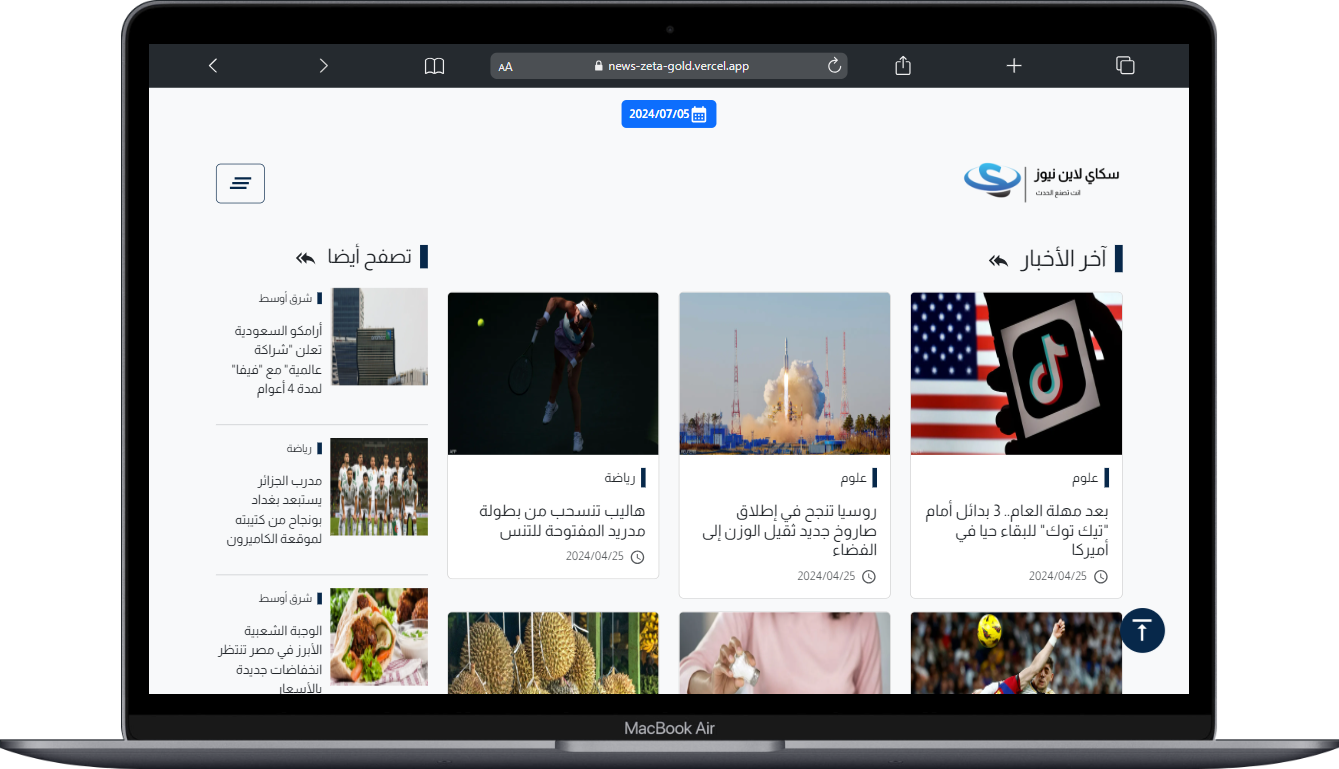 AA
news-zeta-gold.vercel.app
2024/07/05
سكاي لاين نيوز
انت تصنع الحدث
آخر الأخبار
علوم
بعد مهلة العام.. 3 بدائل أمام
"تيك توك" للبقاء حيا في
أميركا
2024/04/25
علوم
روسيا تنجح في إطلاق
صاروخ جديد ثقيل الوزن إلى
الفضاء
2024/04/25
رياضة
هاليب تنسحب من بطولة
مدريد المفتوحة للتنس
2024/04/25
تصفح أيضا
شرق أوسط
أرامكو السعودية
تعلن "شراكة
عالمية" مع "فيفا"
لمدة 4 أعوام
رياضة
مدرب الجزائر
يستبعد بغداد
بونجاح من كتيبته
لموقعة الكاميرون
شرق أوسط
الوجبة الشعبية
الأبرز في مصر تنتظر
انخفاضات جديدة
بالأسعار
MacBook Air